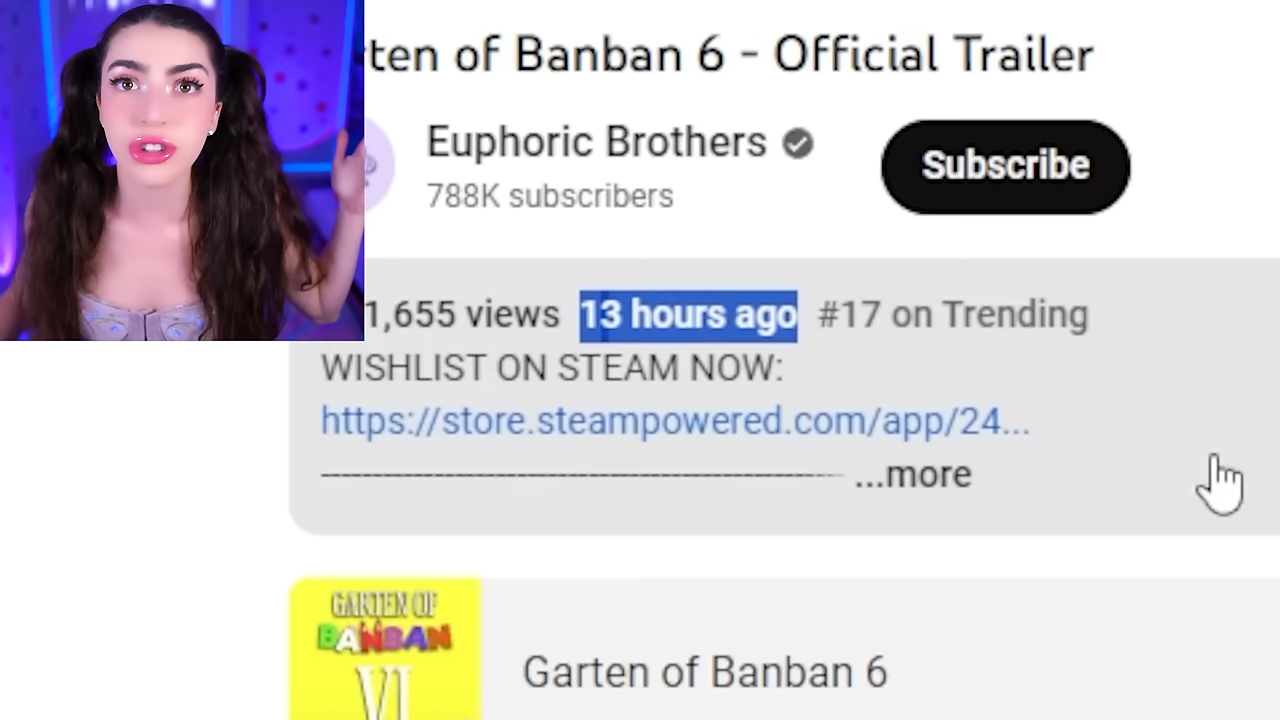 ten of Banban 6 - Official Trailer
Euphoric Brothers
Subscribe
788K subscribers
1,655 views 13 hours ago #17 on Trending
WISHLIST ON STEAM NOW:
https://store.steampowered.com/app/24...
...more
GARTEN OF
BANBAN
VI
Garten of Banban 6